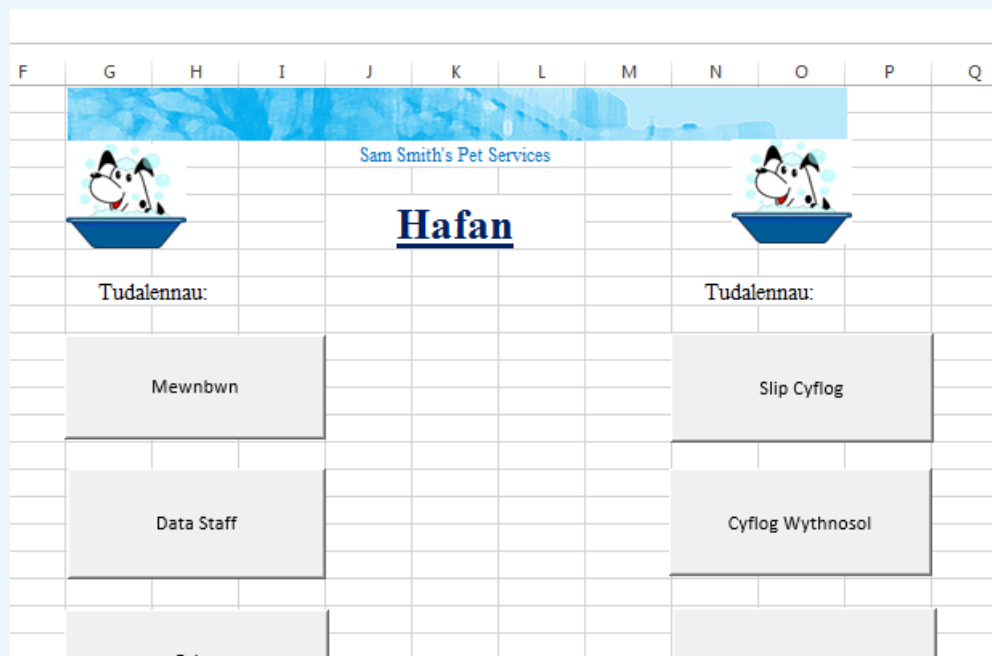 F G H I J K L M N O P Q
Sam Smith's Pet Services
Hafan
Tudalennau: Tudalennau:
Mewnbwn Slip Cyflog
Data Staff Cyflog Wythnosol